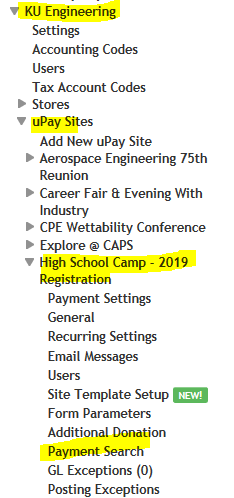 KU Engineering
Settings
Accounting Codes
Users
Tax Account Codes
Stores
uPay Sites
Add New uPay Site
Aerospace Engineering 75th
Reunion
Career Fair & Evening With
Industry
CPE Wettability Conference
Explore @ CAPS
High School Camp - 2019
Registration
Payment Settings
General
Recurring Settings
Email Messages
Users
Site Template Setup NEW!
Form Parameters
Additional Donation
Payment Search
GL Exceptions (0)
Posting Exceptions